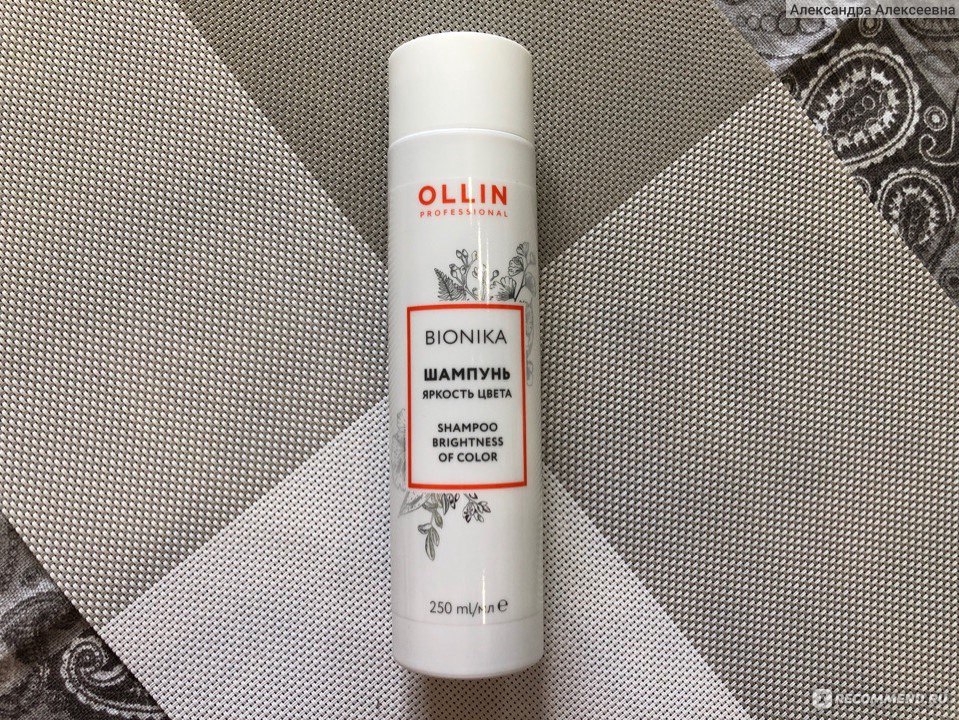 Александра Алексеевна
OLLIN
PROFESSIONAL
BIONIKA
ШАМПУНЬ
ЯРКОСТЬ ЦВЕТА
SHAMPOO
BRIGHTNESS
OF COLOR
250 ml/мл e
RECOMMEND.RU